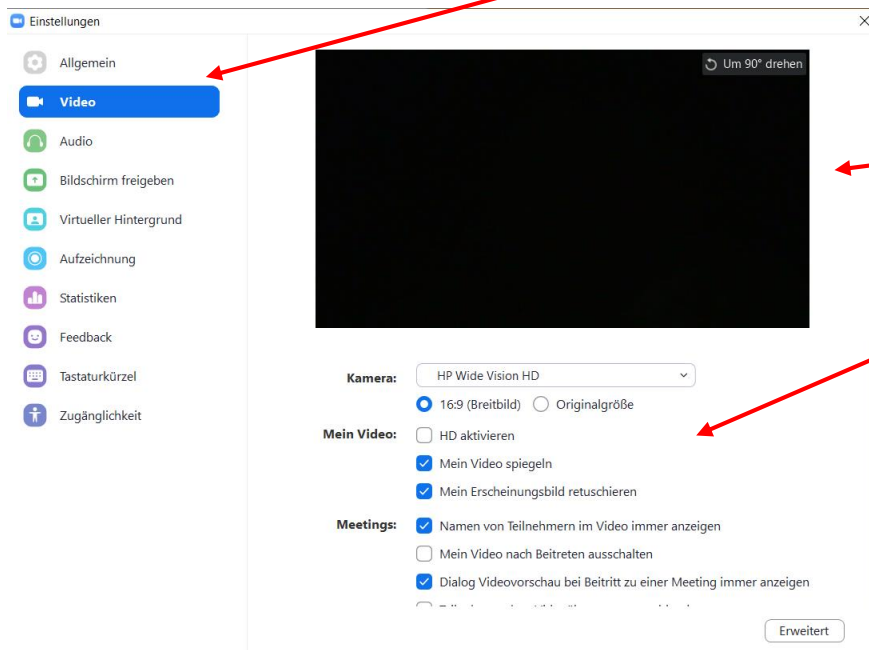 Einstellungen
Allgemein
Video
Audio
Bildschirm freigeben
Virtueller Hintergrund
Aufzeichnung
Statistiken
Feedback
Tastaturkürzel
Zugänglichkeit
Um 90° drehen
Kamera: HP Wide Vision HD
16:9 (Breitbild) Originalgröße
Mein Video: HD aktivieren
Mein Video spiegeln
Mein Erscheinungsbild retuschieren
Meetings: Namen von Teilnehmern im Video immer anzeigen
Mein Video nach Beitreten ausschalten
Dialog Videovorschau bei Beitritt zu einer Meeting immer anzeigen
Erweitert